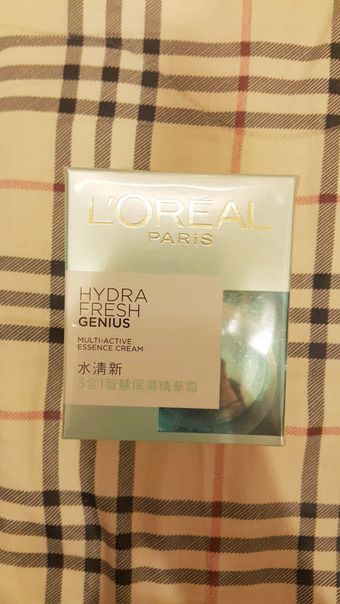 L'ORÉAL
PARIS
HYDRA
FRESH
GENIUS
MULTI-ACTIVE
ESSENCE CREAM
水清新
3合1智慧保濕精華霜